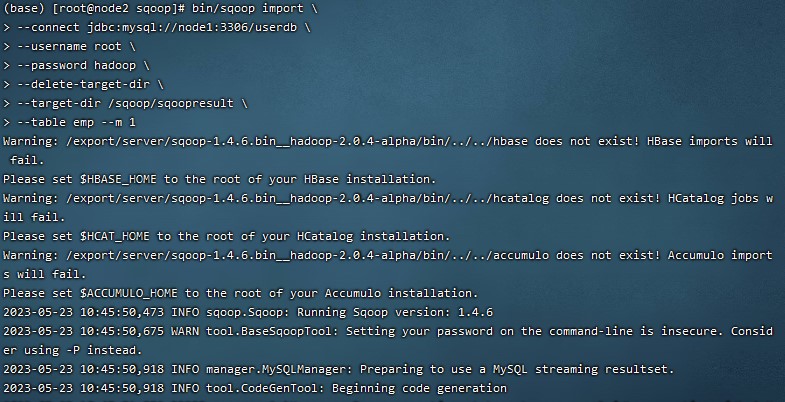 (base) [root@node2 sqoop]# bin/sqoop import \
> --connect jdbc:mysql://node1:3306/userdb \
> --username root \
> --password hadoop \
> --delete-target-dir \
> --target-dir /sqoop/sqoopresult \
> --table emp --m 1
Warning: /export/server/sqoop-1.4.6.bin__hadoop-2.0.4-alpha/bin/../../hbase does not exist! HBase imports will
 fail.
Please set $HBASE_HOME to the root of your HBase installation.
Warning: /export/server/sqoop-1.4.6.bin__hadoop-2.0.4-alpha/bin/../../hcatalog does not exist! HCatalog jobs w
ill fail.
Please set $HCAT_HOME to the root of your HCatalog installation.
Warning: /export/server/sqoop-1.4.6.bin__hadoop-2.0.4-alpha/bin/../../accumulo does not exist! Accumulo import
s will fail.
Please set $ACCUMULO_HOME to the root of your Accumulo installation.
2023-05-23 10:45:50,473 INFO sqoop.Sqoop: Running Sqoop version: 1.4.6
2023-05-23 10:45:50,675 WARN tool.BaseSqoopTool: Setting your password on the command-line is insecure. Consid
er using -P instead.
2023-05-23 10:45:50,918 INFO manager.MySQLManager: Preparing to use a MySQL streaming resultset.
2023-05-23 10:45:50,918 INFO tool.CodeGenTool: Beginning code generation